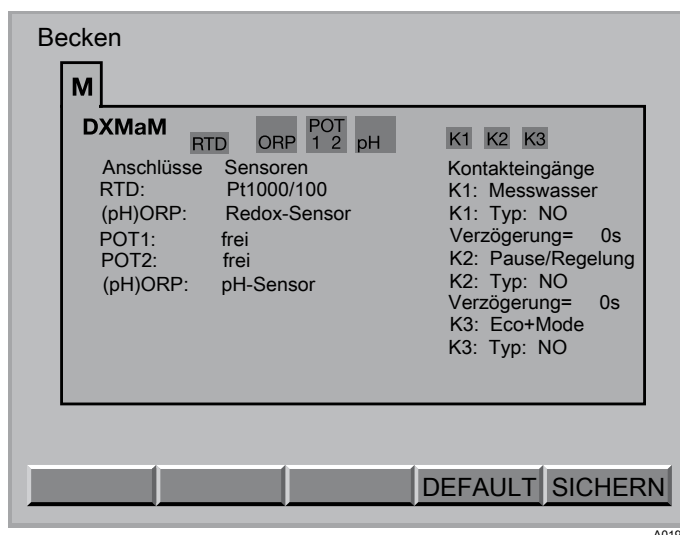 Becken
M
DXMaM
RTD
ORP
POT
1 2
pH
K1 K2 K3
Anschlüsse Sensoren
RTD: Pt1000/100
(pH)ORP: Redox-Sensor
POT1: frei
POT2: frei
(pH)ORP: pH-Sensor
Kontakteingänge
K1: Messwasser
K1: Typ: NO
Verzögerung= 0s
K2: Pause/Regelung
K2: Typ: NO
Verzögerung= 0s
K3: Eco+Mode
K3: Typ: NO
DEFAULT
SICHERN